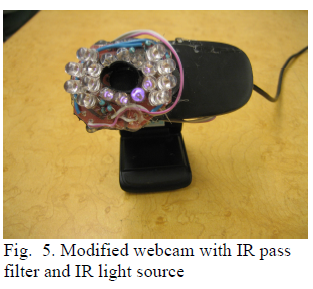 Fig. 5. Modified webcam with IR pass
filter and IR light source